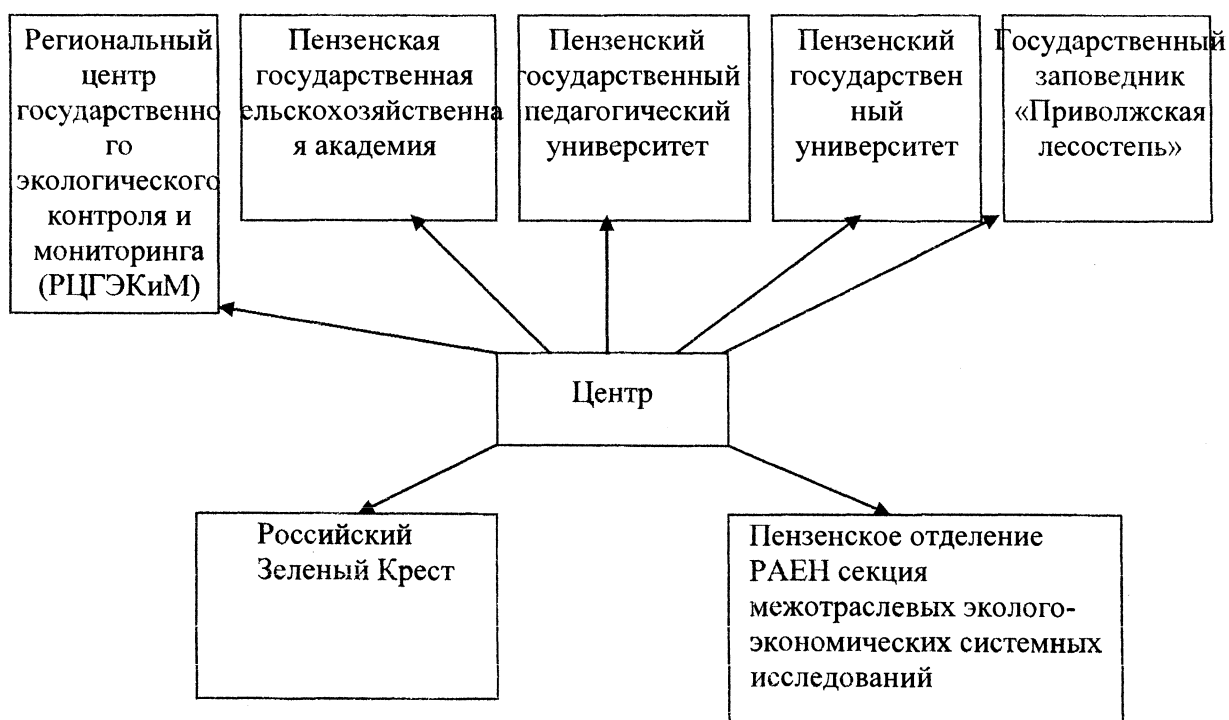 Региональный
центр
государственно
го
экологического
контроля и
мониторинга
(РЦГЭКиМ)
Пензенская
государственная
ельскохозяйственна
я академия
Пензенский
государственный
педагогический
университет
Пензенский
государствен
ный
университет
Государственный
заповедник
«Приволжская
лесостепь»
Центр
Российский
Зеленый Крест
Пензенское отделение
РАЕН секция
межотраслевых эколого-
экономических системных
исследований